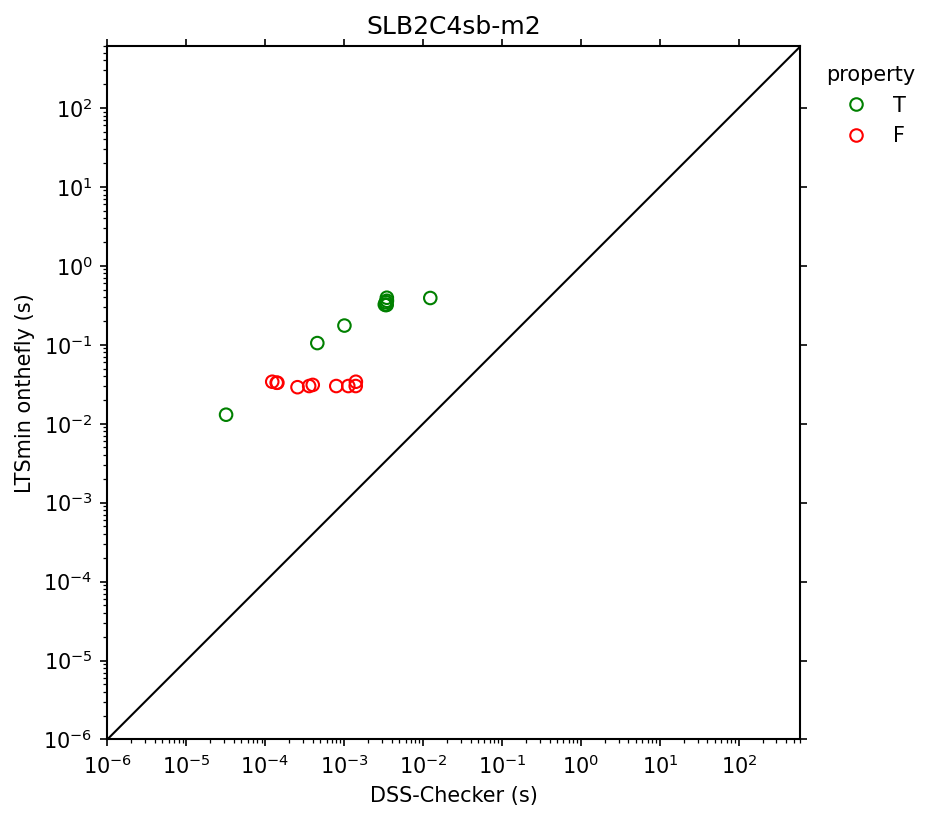 SLB2C4sb-m2
property
T
F
LTSmin onthefly (s)
10²
10¹
10⁰
10⁻¹
10⁻²
10⁻³
10⁻⁴
10⁻⁵
10⁻⁶
10⁻⁶ 10⁻⁵ 10⁻⁴ 10⁻³ 10⁻² 10⁻¹ 10⁰ 10¹ 10²
DSS-Checker (s)